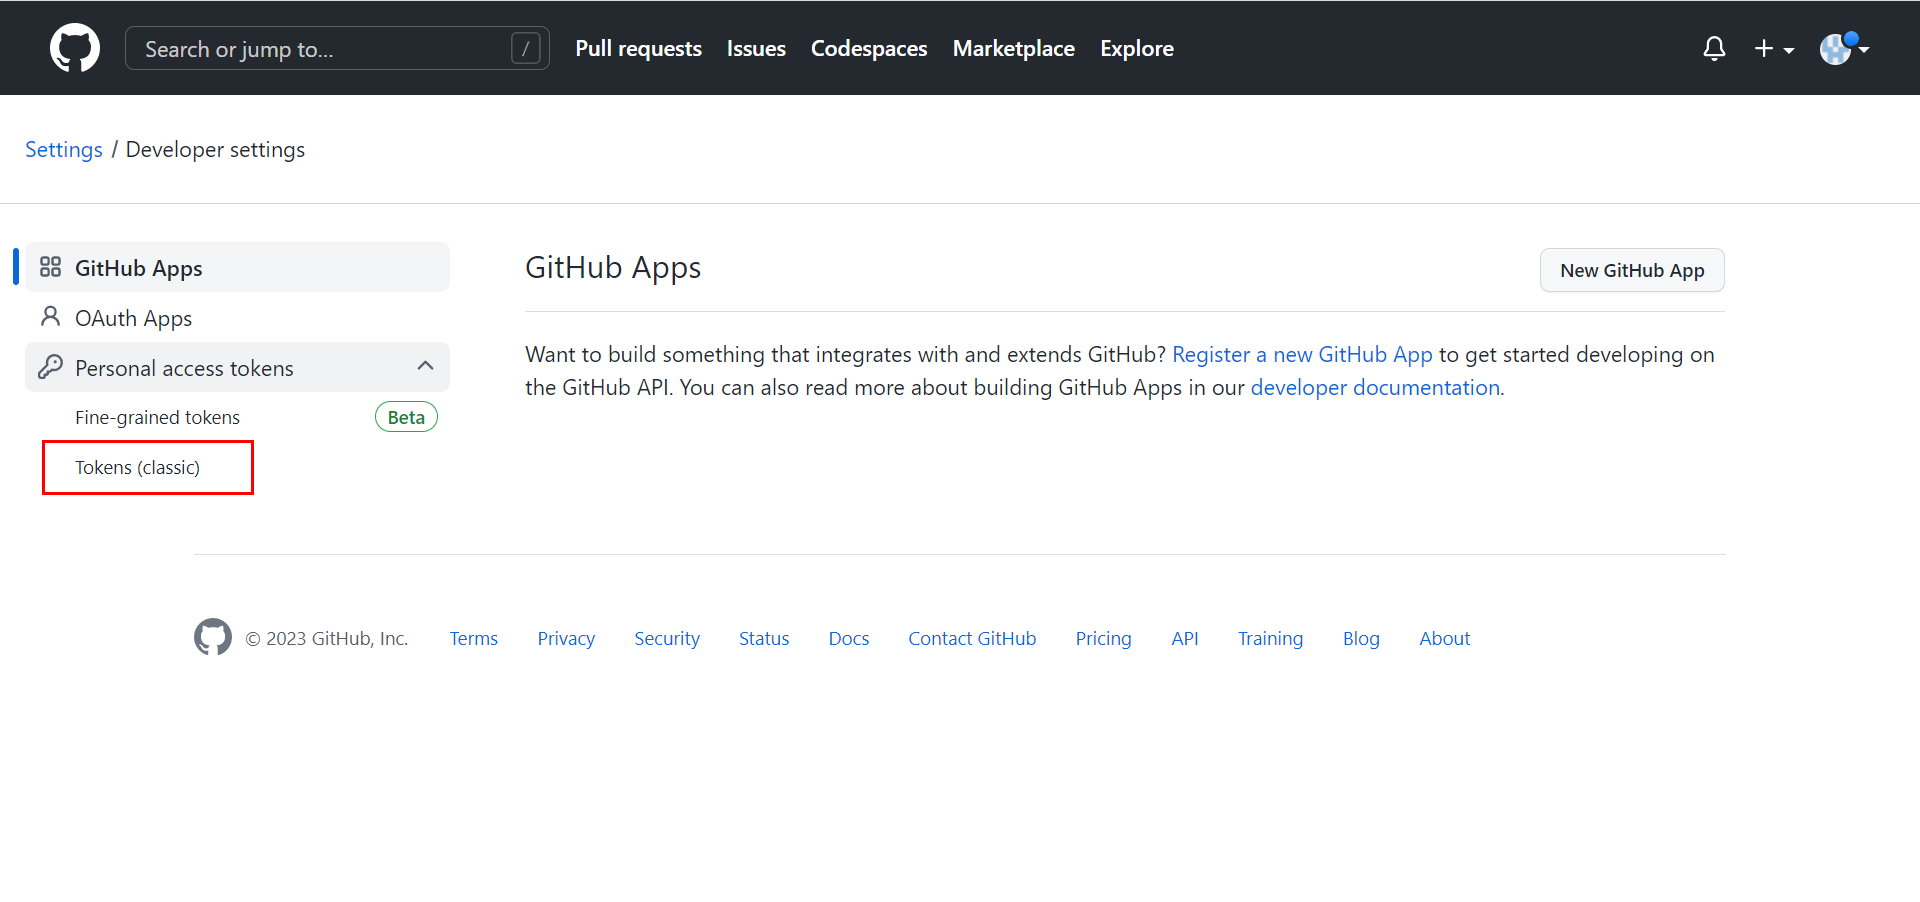 Search or jump to... /
Pull requests Issues Codespaces Marketplace Explore
Settings / Developer settings
GitHub Apps
OAuth Apps
Personal access tokens
Fine-grained tokens Beta
Tokens (classic)
GitHub Apps
New GitHub App
Want to build something that integrates with and extends GitHub? Register a new GitHub App to get started developing on
the GitHub API. You can also read more about building GitHub Apps in our developer documentation.
© 2023 GitHub, Inc. Terms Privacy Security Status Docs Contact GitHub Pricing API Training Blog About